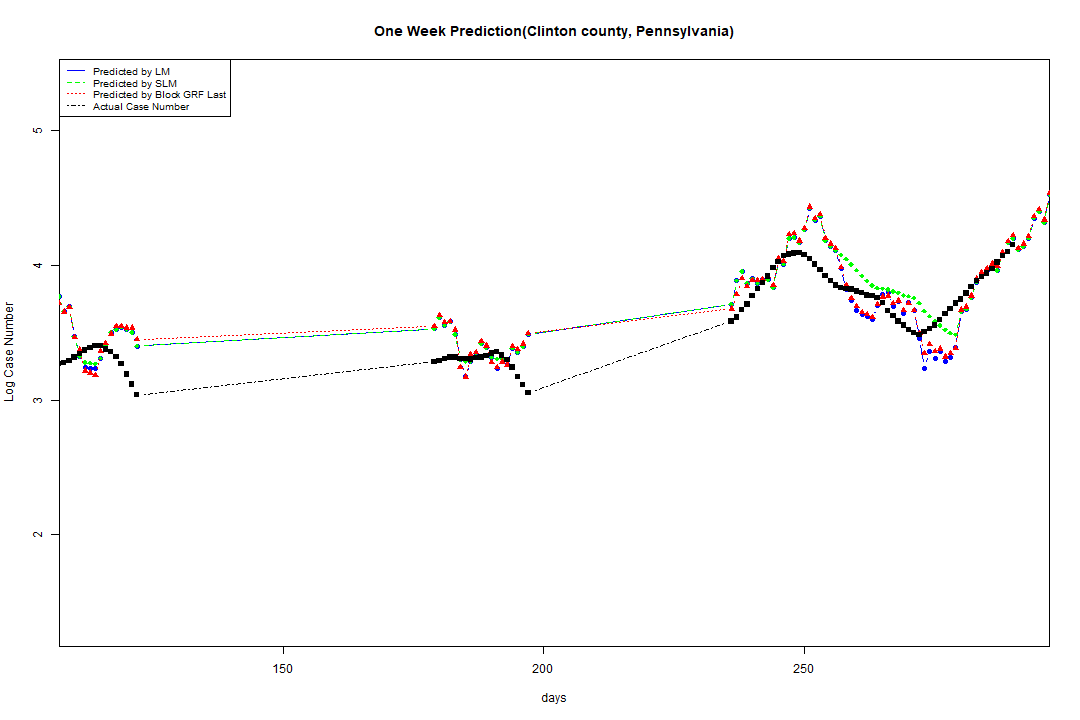 One Week Prediction(Clinton county, Pennsylvania)
Predicted by LM
Predicted by SLM
Predicted by Block GRF Last
Actual Case Number
5
4
3
2
Log Case Number
150 200 250
days